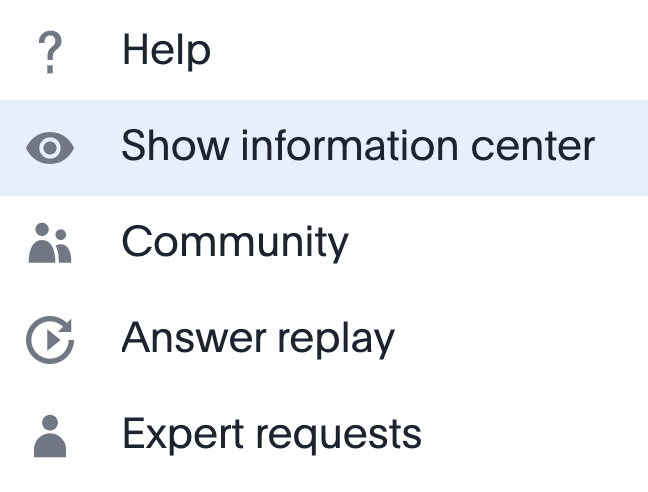 Help
Show information center
Community
Answer replay
Expert requests